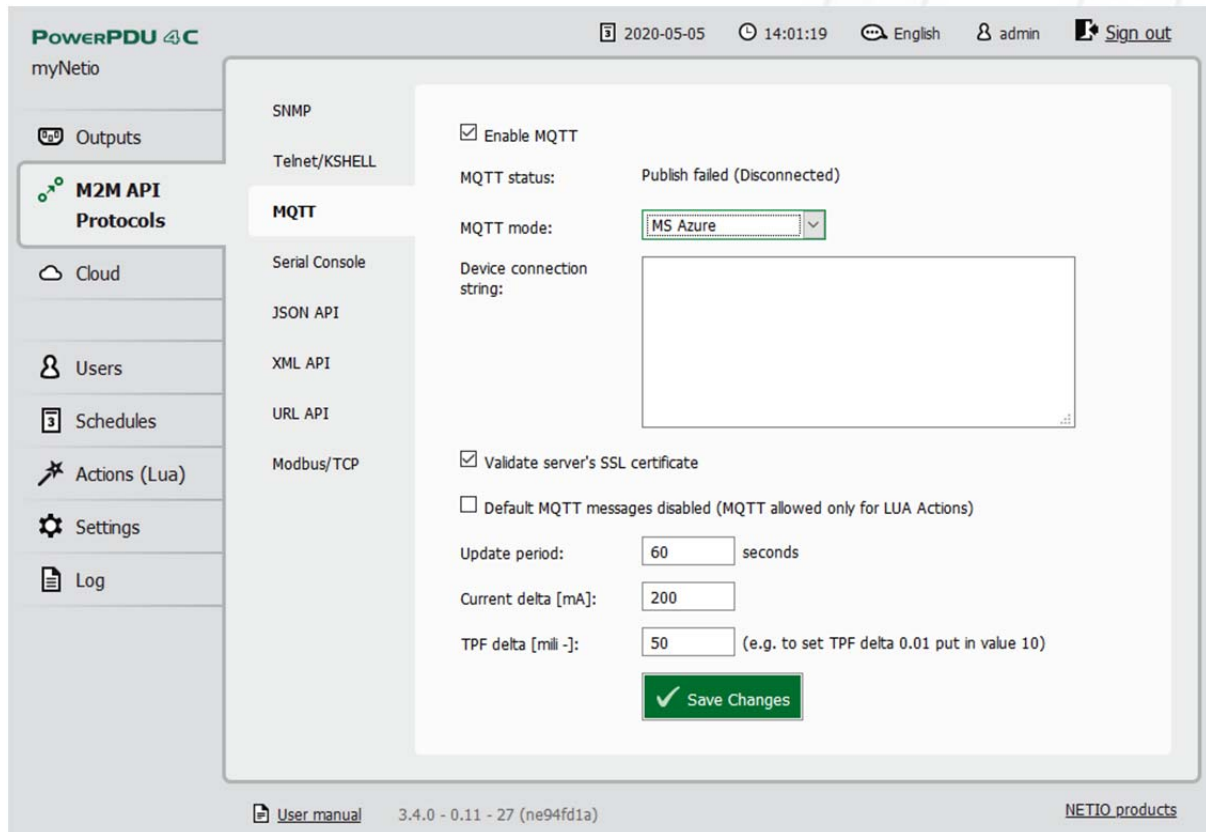 PowerPDU 4C
2020-05-05 14:01:19 English admin Sign out
myNetio
Outputs
M2M API
Protocols
Cloud
Users
Schedules
Actions (Lua)
Settings
Log
SNMP
Telnet/KSHELL
MQTT
Serial Console
JSON API
XML API
URL API
Modbus/TCP
Enable MQTT
MQTT status: Publish failed (Disconnected)
MQTT mode: MS Azure
Device connection
string:
Validate server's SSL certificate
Default MQTT messages disabled (MQTT allowed only for LUA Actions)
Update period: 60 seconds
Current delta [mA]: 200
TPF delta [mili -]: 50 (e.g. to set TPF delta 0.01 put in value 10)
Save Changes
User manual 3.4.0 - 0.11 - 27 (ne94fd1a) NETIO products